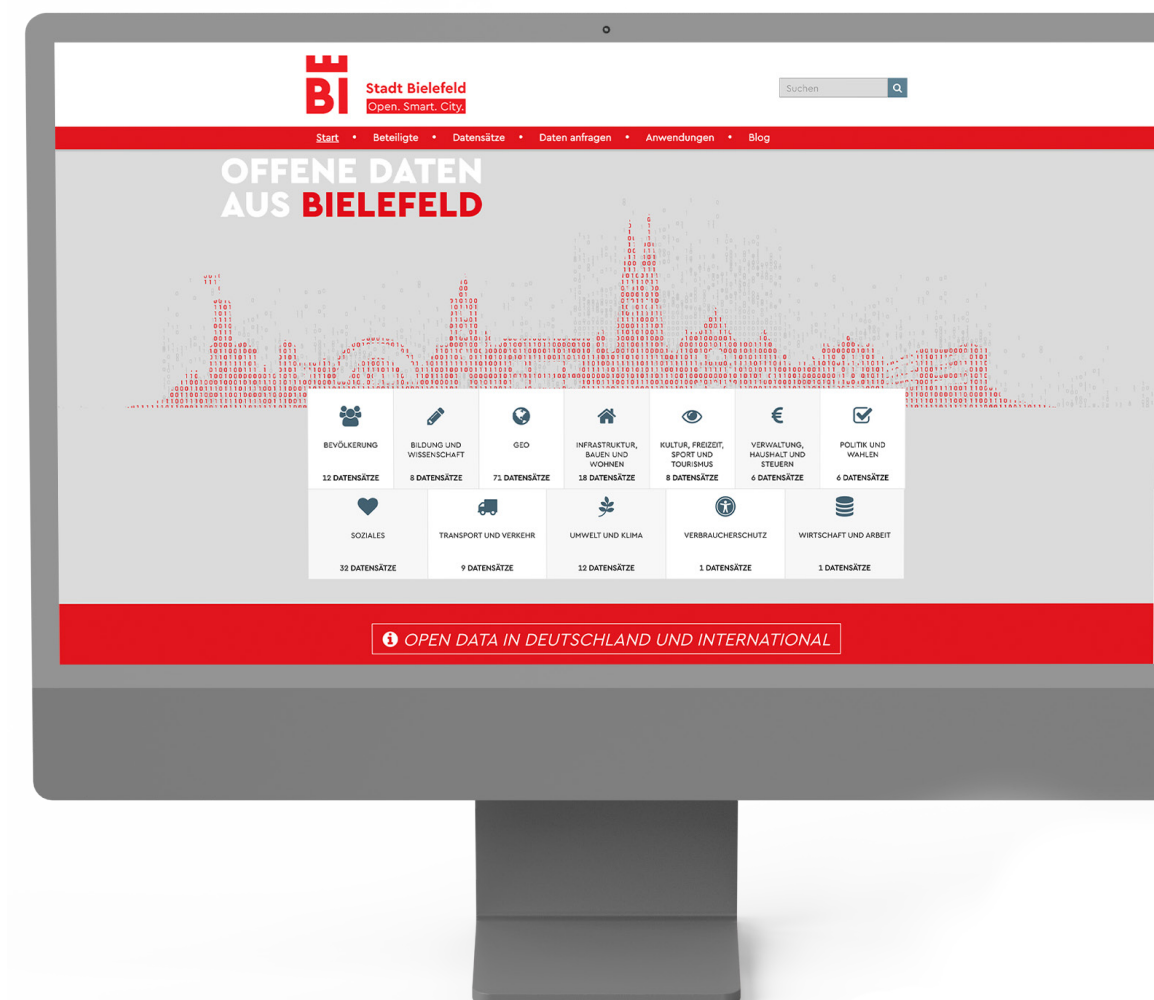 BI
Stadt Bielefeld
Open. Smart. City.
Suchen
Start • Beteiligte • Datensätze • Daten anfragen • Anwendungen • Blog
OFFENE DATEN
AUS BIELEFELD
BEVÖLKERUNG
12 DATENSÄTZE
BILDUNG UND
WISSENSCHAFT
8 DATENSÄTZE
GEO
71 DATENSÄTZE
INFRASTRUKTUR,
BAUEN UND
WOHNEN
18 DATENSÄTZE
KULTUR, FREIZEIT,
SPORT UND
TOURISMUS
8 DATENSÄTZE
VERWALTUNG,
HAUSHALT UND
STEUERN
6 DATENSÄTZE
POLITIK UND
WAHLEN
6 DATENSÄTZE
SOZIALES
32 DATENSÄTZE
TRANSPORT UND VERKEHR
9 DATENSÄTZE
UMWELT UND KLIMA
12 DATENSÄTZE
VERBRAUCHERSCHUTZ
1 DATENSÄTZE
WIRTSCHAFT UND ARBEIT
1 DATENSÄTZE
OPEN DATA IN DEUTSCHLAND UND INTERNATIONAL